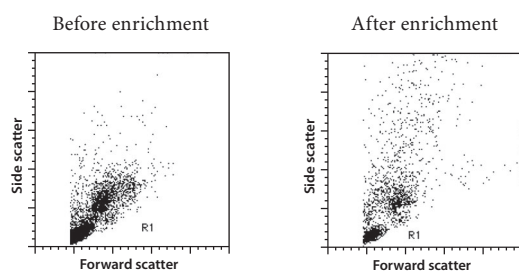 Before enrichment
After enrichment
Side scatter
R1
Forward scatter
Side scatter
R1
Forward scatter